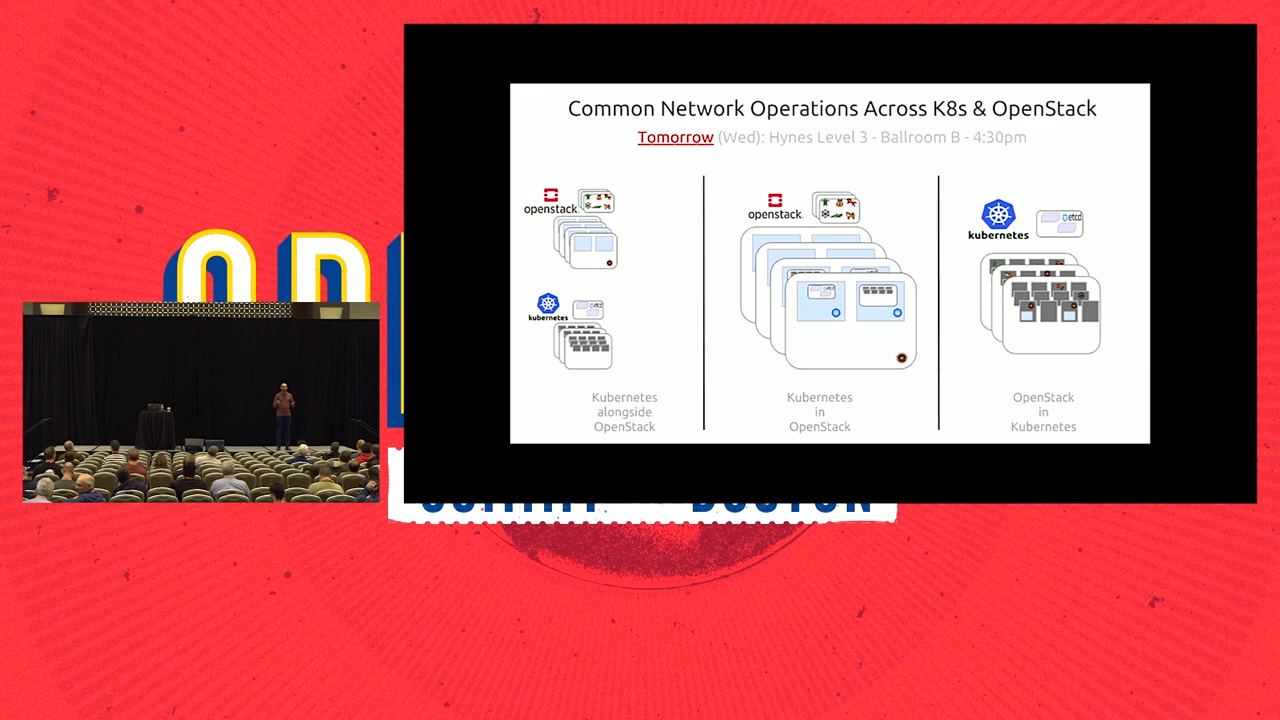 Common Network Operations Across K8s & OpenStack
Tomorrow (Wed): Hynes Level 3 - Ballroom B - 4:30pm
openstack.
openstack.
kubernetes
etcd
kubernetes
etcd
Kubernetes
alongside
OpenStack
Kubernetes
in
OpenStack
OpenStack
in
Kubernetes